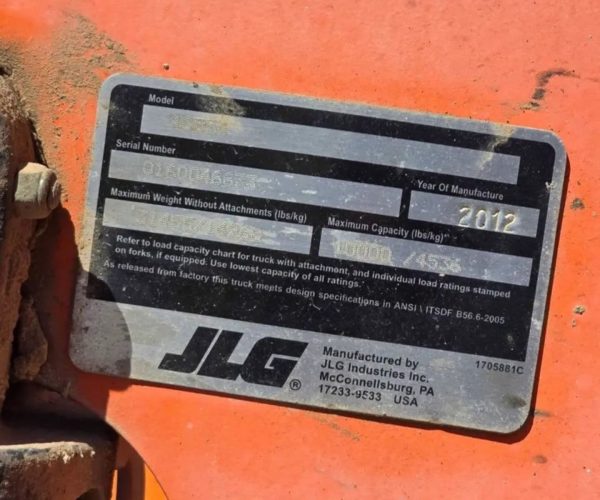 Model
Serial Number
Year Of Manufacture
2012
Maximum Weight Without Attachments (lbs/kg)
Maximum Capacity (lbs/kg)*
10000 /4536
Refer to load capacity chart for truck with attachment, and individual load ratings stamped
on forks, if equipped. Use lowest capacity of all ratings.
As released from factory this truck meets design specifications in ANSI \ ITSDF B56.6-2005
JLG®
Manufactured by
JLG Industries Inc.
McConnellsburg, PA
17233-9533 USA
1705881C